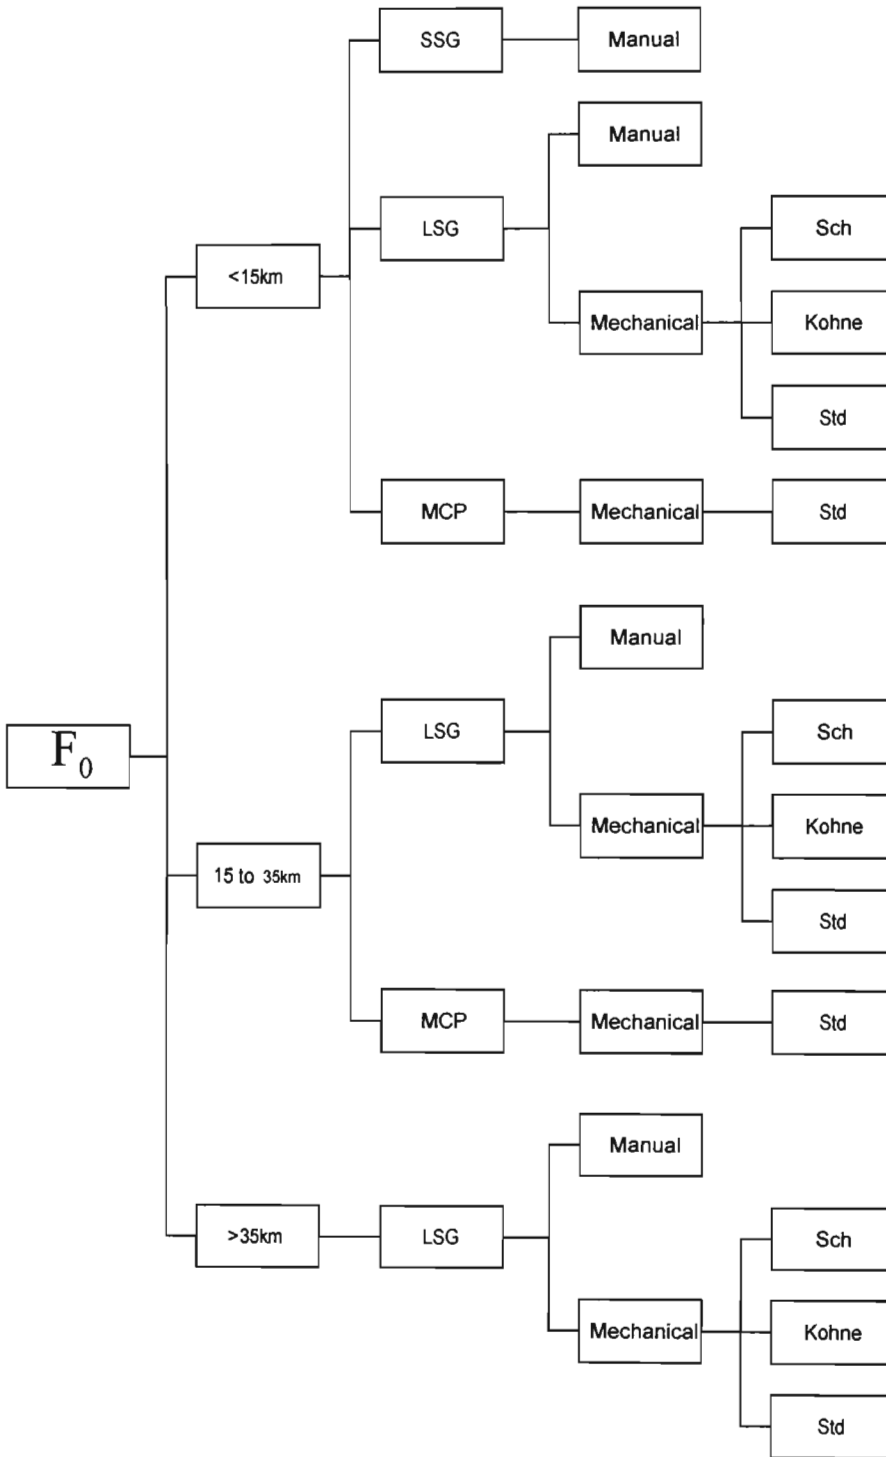 SSG
Manual
Manual
LSG
Sch
<15km
Mechanical
Kohne
Std
MCP
Mechanical
Std
Manual
LSG
Sch
F0
Mechanical
Kohne
15 to 35km
Std
MCP
Mechanical
Std
Manual
>35km
LSG
Sch
Mechanical
Kohne
Std